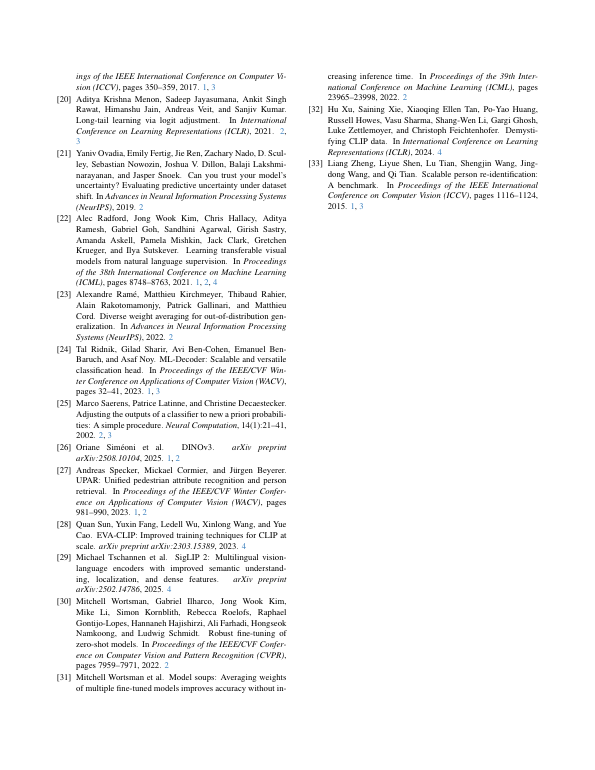 ings of the IEEE International Conference on Computer Vi-
sion (ICCV), pages 350–359, 2017. 1, 3
[20] Aditya Krishna Menon, Sadeep Jayasumana, Ankit Singh
Rawat, Himanshu Jain, Andreas Veit, and Sanjiv Kumar.
Long-tail learning via logit adjustment. In International
Conference on Learning Representations (ICLR), 2021. 2,
3
[21] Yaniv Ovadia, Emily Fertig, Jie Ren, Zachary Nado, D. Scul-
ley, Sebastian Nowozin, Joshua V. Dillon, Balaji Lakshmi-
narayanan, and Jasper Snoek. Can you trust your model's
uncertainty? Evaluating predictive uncertainty under dataset
shift. In Advances in Neural Information Processing Systems
(NeurIPS), 2019. 2
[22] Alec Radford, Jong Wook Kim, Chris Hallacy, Aditya
Ramesh, Gabriel Goh, Sandhini Agarwal, Girish Sastry,
Amanda Askell, Pamela Mishkin, Jack Clark, Gretchen
Krueger, and Ilya Sutskever. Learning transferable visual
models from natural language supervision. In Proceedings
of the 38th International Conference on Machine Learning
(ICML), pages 8748–8763, 2021. 1, 2, 4
[23] Alexandre Ramé, Matthieu Kirchmeyer, Thibaud Rahier,
Alain Rakotomamonjy, Patrick Gallinari, and Matthieu
Cord. Diverse weight averaging for out-of-distribution gen-
eralization. In Advances in Neural Information Processing
Systems (NeurIPS), 2022. 2
[24] Tal Ridnik, Gilad Sharir, Avi Ben-Cohen, Emanuel Ben-
Baruch, and Asaf Noy. ML-Decoder: Scalable and versatile
classification head. In Proceedings of the IEEE/CVF Win-
ter Conference on Applications of Computer Vision (WACV),
pages 32–41, 2023. 1, 3
[25] Marco Saerens, Patrice Latinne, and Christine Decaestecker.
Adjusting the outputs of a classifier to new a priori probabili-
ties: A simple procedure. Neural Computation, 14(1):21–41,
2002. 2, 3
[26] Oriane Siméoni et al. DINOv3. arXiv preprint
arXiv:2508.10104, 2025. 1, 2
[27] Andreas Specker, Mickael Cormier, and Jürgen Beyerer.
UPAR: Unified pedestrian attribute recognition and person
retrieval. In Proceedings of the IEEE/CVF Winter Confer-
ence on Applications of Computer Vision (WACV), pages
981–990, 2023. 1, 2
[28] Quan Sun, Yuxin Fang, Ledell Wu, Xinlong Wang, and Yue
Cao. EVA-CLIP: Improved training techniques for CLIP at
scale. arXiv preprint arXiv:2303.15389, 2023. 4
[29] Michael Tschannen et al. SigLIP 2: Multilingual vision-
language encoders with improved semantic understand-
ing, localization, and dense features. arXiv preprint
arXiv:2502.14786, 2025. 4
[30] Mitchell Wortsman, Gabriel Ilharco, Jong Wook Kim,
Mike Li, Simon Kornblith, Rebecca Roelofs, Raphael
Gontijo-Lopes, Hannaneh Hajishirzi, Ali Farhadi, Hongseok
Namkoong, and Ludwig Schmidt. Robust fine-tuning of
zero-shot models. In Proceedings of the IEEE/CVF Confer-
ence on Computer Vision and Pattern Recognition (CVPR),
pages 7959–7971, 2022. 2
[31] Mitchell Wortsman et al. Model soups: Averaging weights
of multiple fine-tuned models improves accuracy without in-
creasing inference time. In Proceedings of the 39th Inter-
national Conference on Machine Learning (ICML), pages
23965–23998, 2022. 2
[32] Hu Xu, Saining Xie, Xiaoqing Ellen Tan, Po-Yao Huang,
Russell Howes, Vasu Sharma, Shang-Wen Li, Gargi Ghosh,
Luke Zettlemoyer, and Christoph Feichtenhofer. Demysti-
fying CLIP data. In International Conference on Learning
Representations (ICLR), 2024. 4
[33] Liang Zheng, Liyue Shen, Lu Tian, Shengjin Wang, Jing-
dong Wang, and Qi Tian. Scalable person re-identification:
A benchmark. In Proceedings of the IEEE International
Conference on Computer Vision (ICCV), pages 1116–1124,
2015. 1, 3